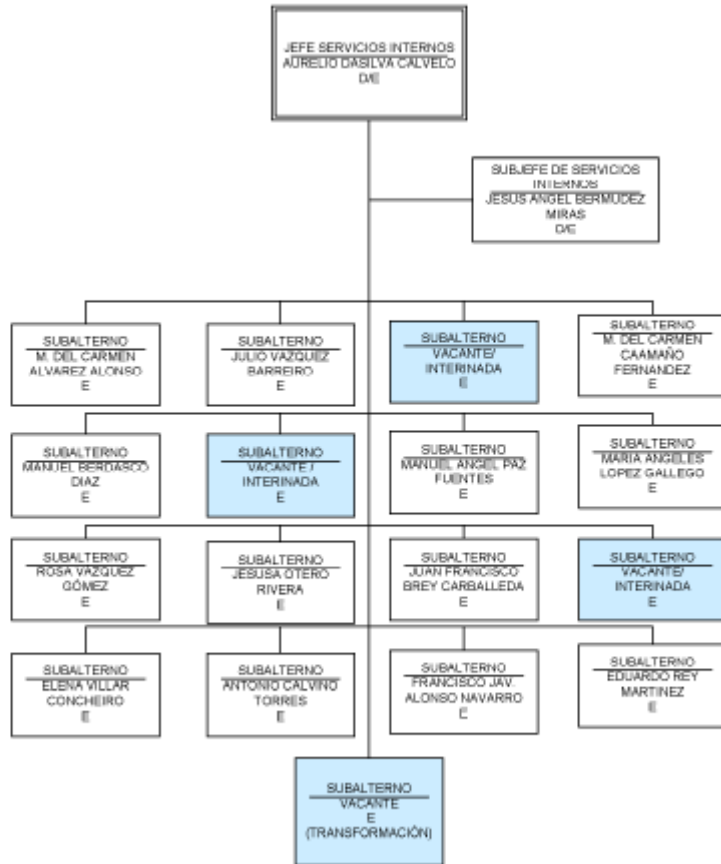 JEFE SERVICIOS INTERNOS
AURELIO DASILVA CALVELO
D/E
SUBJEFE DE SERVICIOS
INTERNOS
JESUS ANGEL BERMUDEZ
MIRAS
D/E
SUBALTERNO
M. DEL CARMEN
ALVAREZ ALONSO
E
SUBALTERNO
JULIO VAZQUEZ
BARREIRO
E
SUBALTERNO
VACANTE/
INTERINADA
E
SUBALTERNO
M. DEL CARMEN
CAAMAÑO
FERNANDEZ
E
SUBALTERNO
MANUEL BERDASCO
DIAZ
E
SUBALTERNO
VACANTE /
INTERINADA
E
SUBALTERNO
MANUEL ANGEL PAZ
FUENTES
E
SUBALTERNO
MARIA ANGELES
LOPEZ GALLEGO
E
SUBALTERNO
ROSA VAZQUEZ
GÓMEZ
E
SUBALTERNO
JESUSA OTERO
RIVERA
E
SUBALTERNO
JUAN FRANCISCO
BREY CARBALLEDA
E
SUBALTERNO
VACANTE/
INTERINADA
E
SUBALTERNO
ELENA VILLAR
CONCHEIRO
E
SUBALTERNO
ANTONIO CALVINO
TORRES
E
SUBALTERNO
FRANCISCO JAV.
ALONSO NAVARRO
E
SUBALTERNO
EDUARDO REY
MARTINEZ
E
SUBALTERNO
VACANTE
E
(TRANSFORMACIÓN)